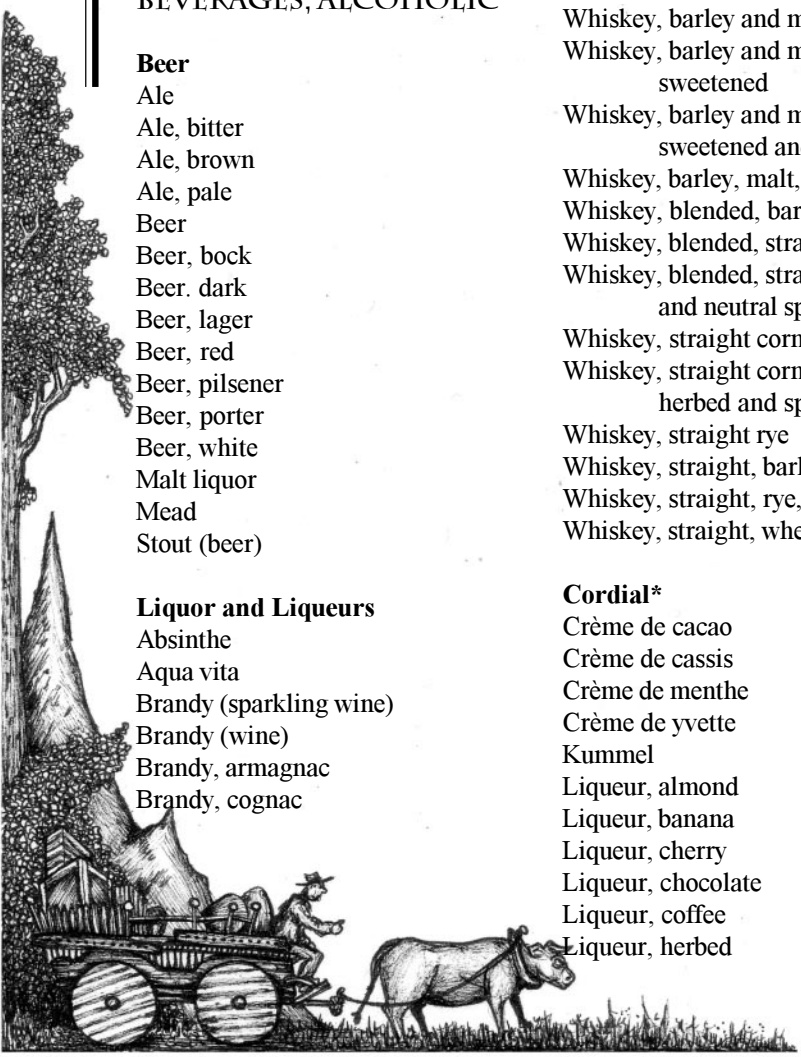 BEVERAGES, ALCOHOLIC
Beer
Ale
Ale, bitter
Ale, brown
Ale, pale
Beer
Beer, bock
Beer. dark
Beer, lager
Beer, red
Beer, pilsener
Beer, porter
Beer, white
Malt liquor
Mead
Stout (beer)
Liquor and Liqueurs
Absinthe
Aqua vita
Brandy (sparkling wine)
Brandy (wine)
Brandy, armagnac
Brandy, cognac
Whiskey, barley and
Whiskey, barley and
sweetened
Whiskey, barley and
sweetened
Whiskey, barley, malt,
Whiskey, blended,
Whiskey, blended,
Whiskey, blended,
and neutral
Whiskey, straight corn
Whiskey, straight corn
herbed and
Whiskey, straight rye
Whiskey, straight,
Whiskey, straight, rye,
Whiskey, straight,
Cordial*
Crème de cacao
Crème de cassis
Crème de menthe
Crème de yvette
Kummel
Liqueur, almond
Liqueur, banana
Liqueur, cherry
Liqueur, chocolate
Liqueur, coffee
Liqueur, herbed